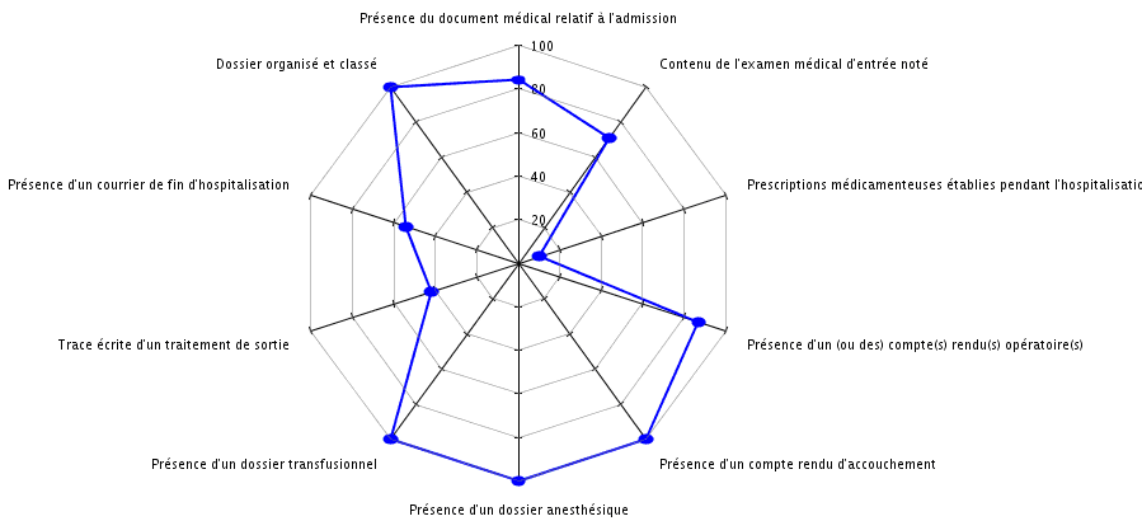 Présence du document médical relatif à l'admission
100
Dossier organisé et classé
Contenu de l'examen médical d'entrée noté
80
60
40
Présence d'un courrier de fin d'hospitalisation
Prescriptions médicamenteuses établies pendant l'hospitalisatio
20
Trace écrite d'un traitement de sortie
Présence d'un (ou des) compte(s) rendu(s) opératoire(s)
Présence d'un dossier transfusionnel
Présence d'un compte rendu d'accouchement
Présence d'un dossier anesthésique